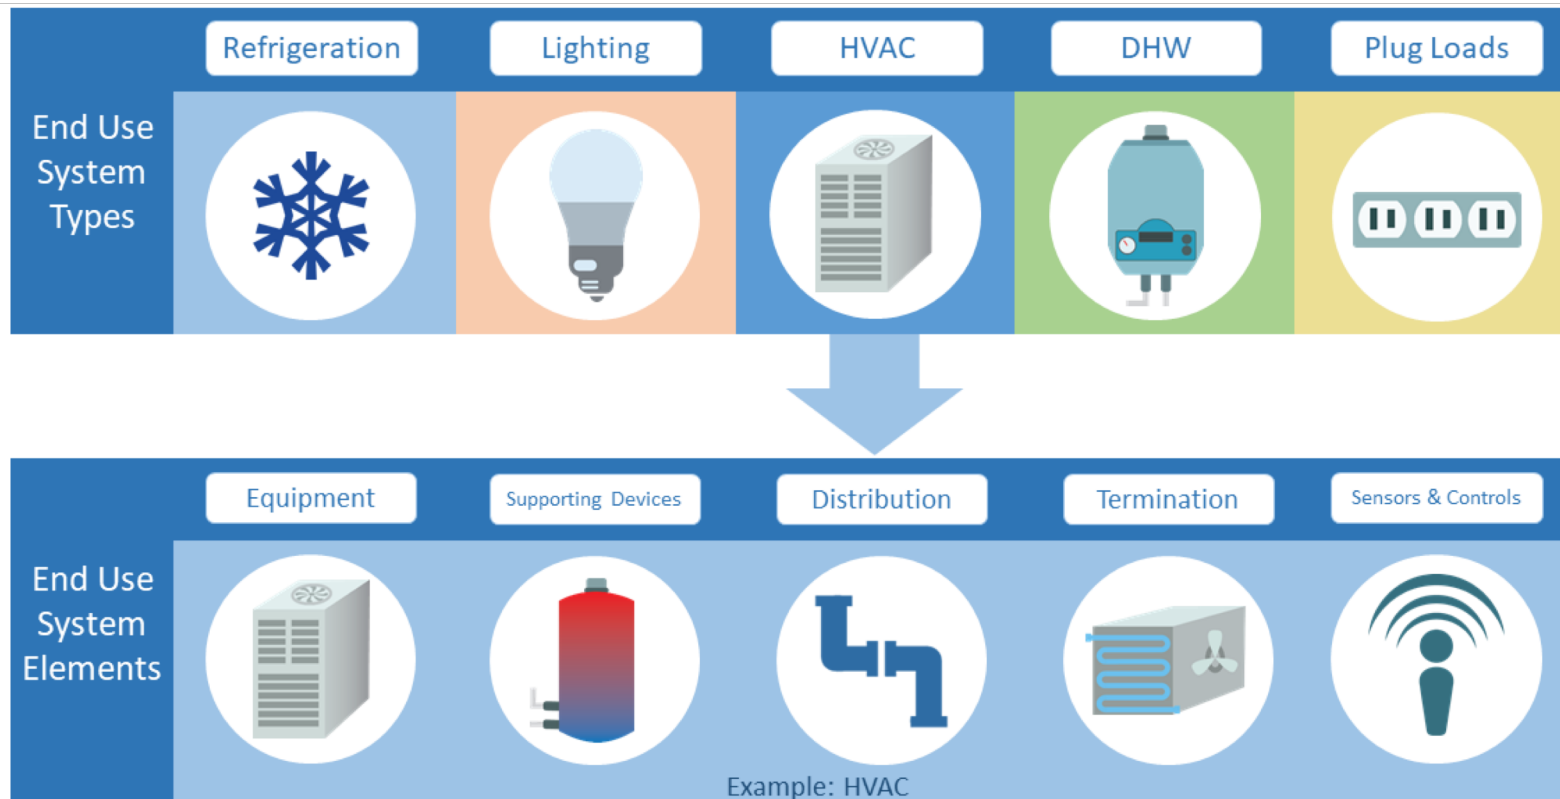 Refrigeration
Lighting
HVAC
DHW
Plug Loads
End Use
System
Types
Equipment
Supporting Devices
Distribution
Termination
Sensors & Controls
End Use
System
Elements
Example: HVAC